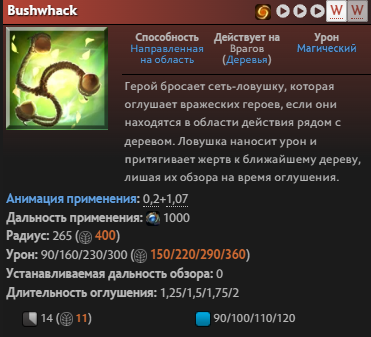 Bushwhack
W W
Способность
Направленная
на область
Действует на
Врагов
(Деревья)
Урон
Магический
Герой бросает сеть-ловушку, которая
оглушает вражеских героев, если они
находятся в области действия рядом с
деревом. Ловушка наносит урон и
притягивает жертв к ближайшему дереву,
лишая их обзора на время оглушения.
Анимация применения: 0,2+1,07
Дальность применения: 1000
Радиус: 265 (400)
Урон: 90/160/230/300 (150/220/290/360)
Устанавливаемая дальность обзора: 0
Длительность оглушения: 1,25/1,5/1,75/2
14 (11) 90/100/110/120